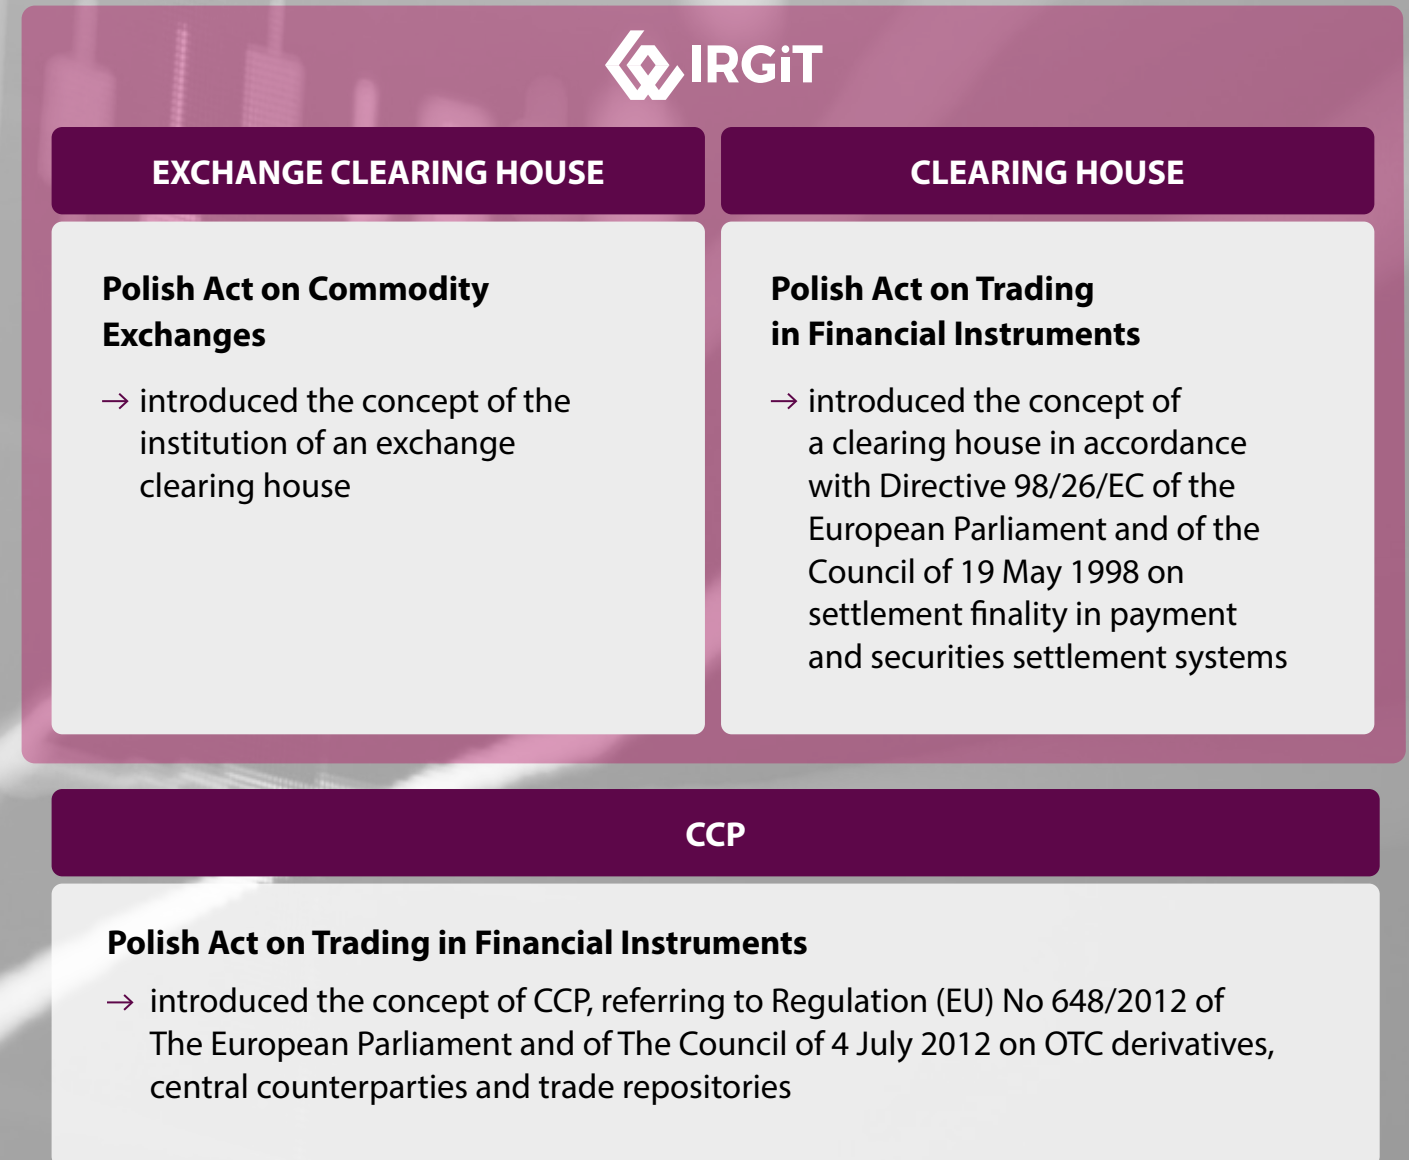 IRGiT
EXCHANGE CLEARING HOUSE
Polish Act on Commodity
Exchanges
→ introduced the concept of the
institution of an exchange
clearing house
CLEARING HOUSE
Polish Act on Trading
in Financial Instruments
→ introduced the concept of
a clearing house in accordance
with Directive 98/26/EC of the
European Parliament and of the
Council of 19 May 1998 on
settlement finality in payment
and securities settlement systems
CCP
Polish Act on Trading in Financial Instruments
→ introduced the concept of CCP, referring to Regulation (EU) No 648/2012 of
The European Parliament and of The Council of 4 July 2012 on OTC derivatives,
central counterparties and trade repositories